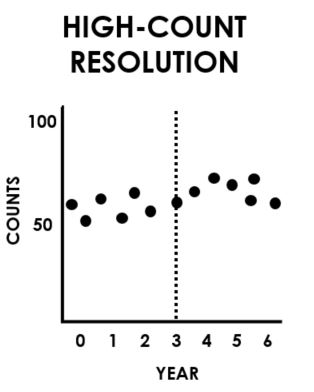 HIGH-COUNT
RESOLUTION
100
COUNTS
50
0 1 2 3 4 5 6
YEAR